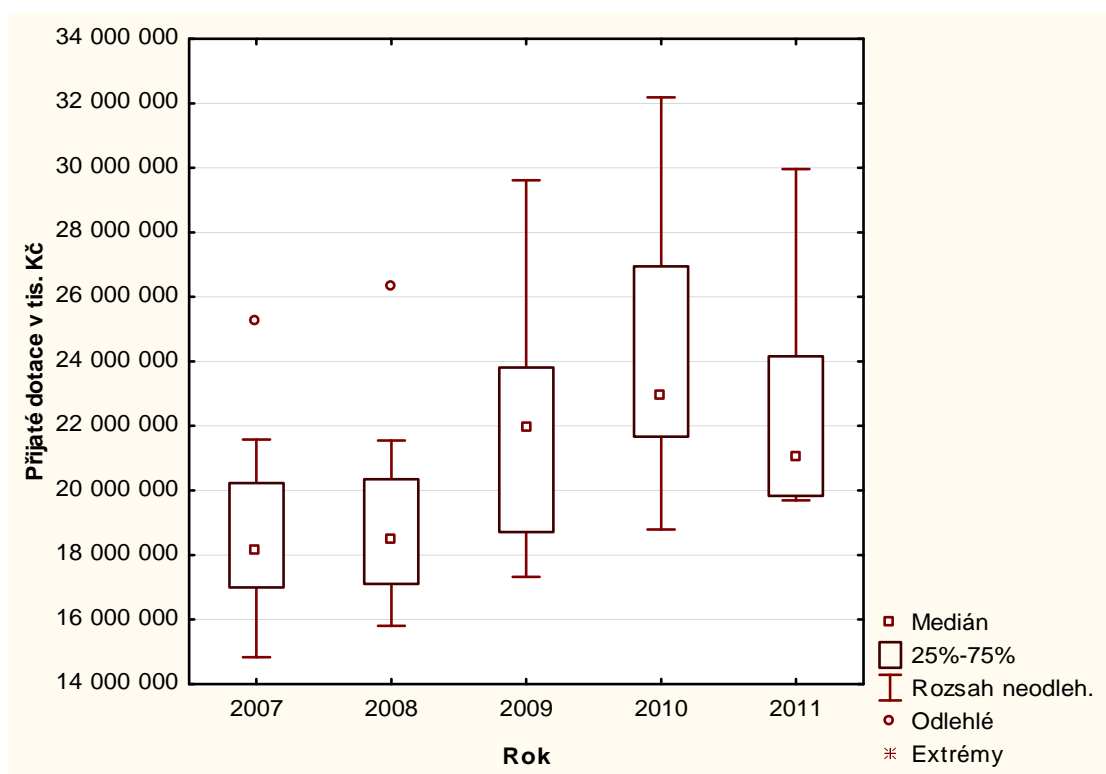 34 000 000
32 000 000
30 000 000
28 000 000
26 000 000
24 000 000
22 000 000
20 000 000
18 000 000
16 000 000
14 000 000
Přijaté dotace v tis. Kč
2007 2008 2009 2010 2011
Rok
Medián
25%-75%
Rozsah neodleh.
Odlehlé
Extrémy